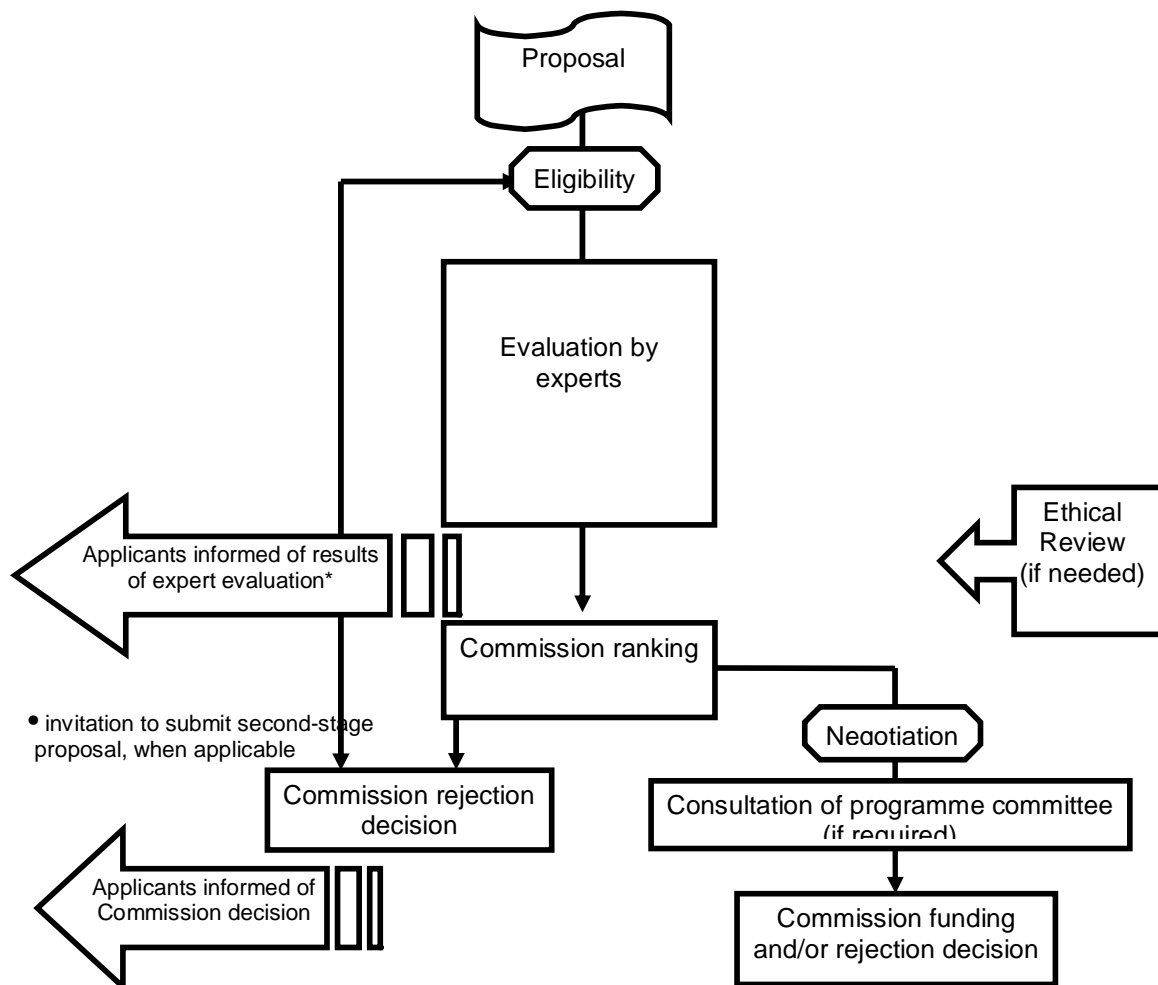 Proposal
Eligibility
Evaluation by
experts
Applicants informed of results
of expert evaluation*
Ethical
Review
(if needed)
Commission ranking
• invitation to submit second-stage
proposal, when applicable
Negotiation
Commission rejection
decision
Consultation of programme committee
(if required)
Applicants informed of
Commission decision
Commission funding
and/or rejection decision